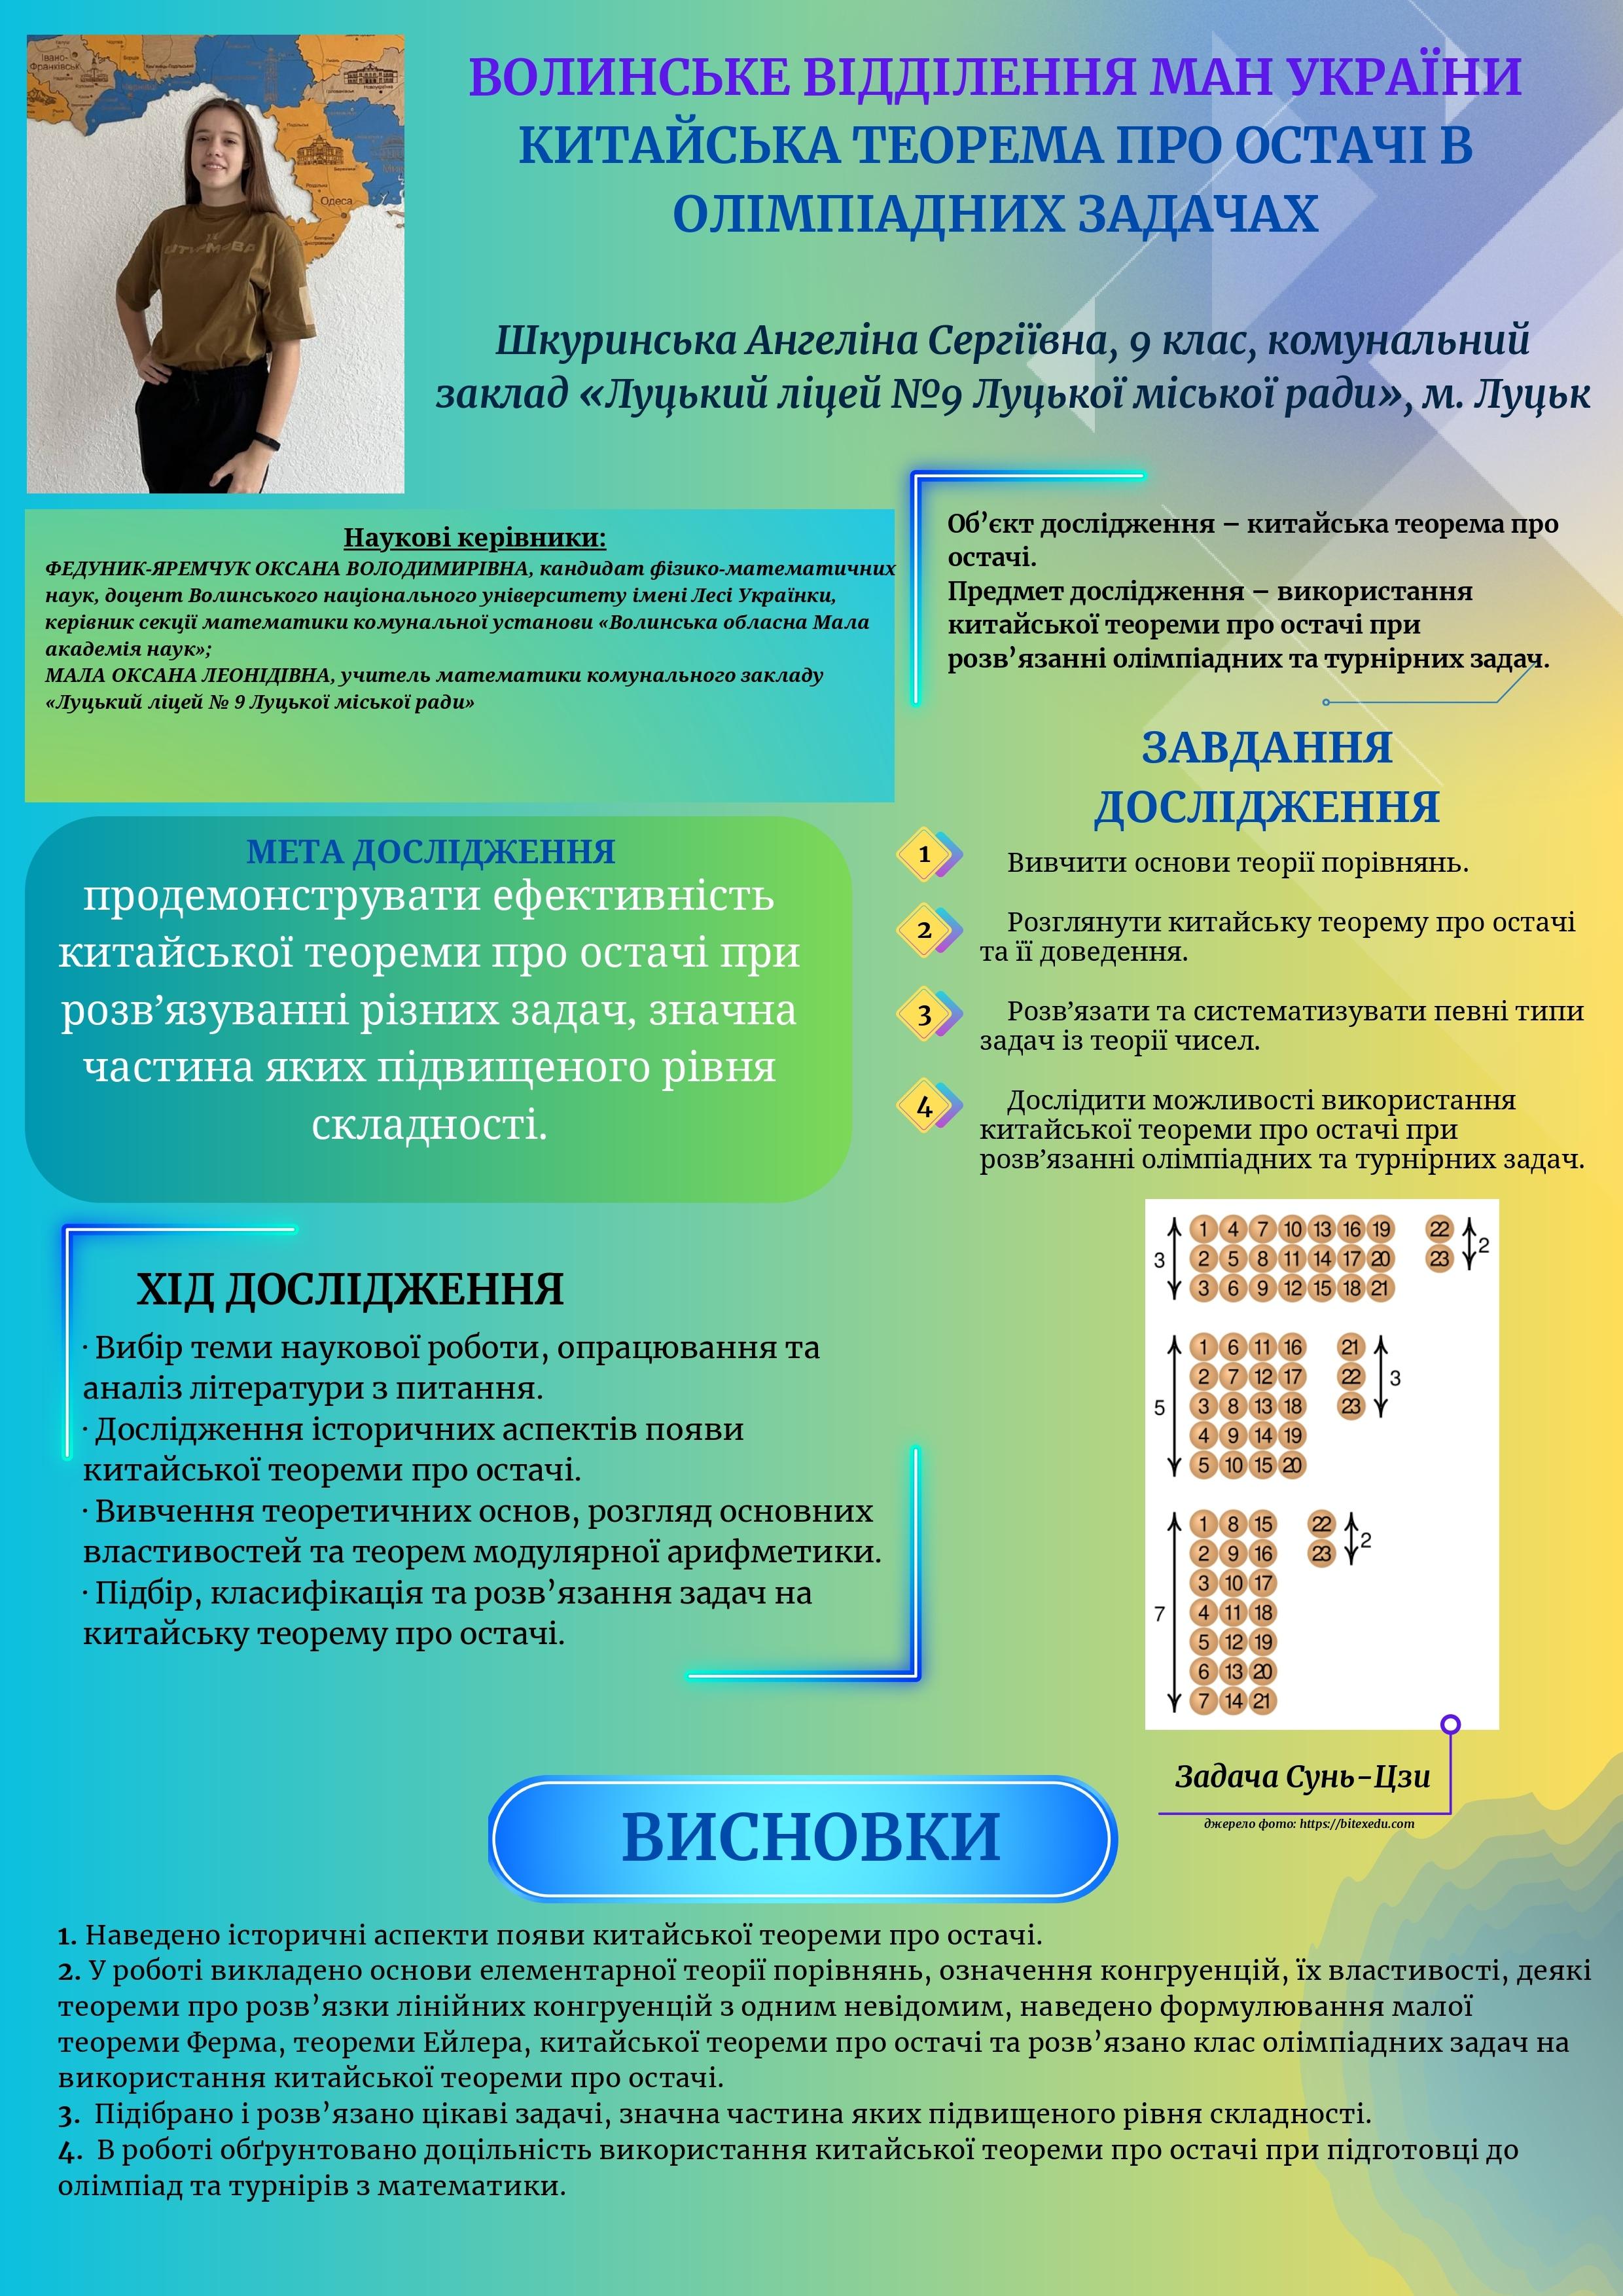 ВОЛИНСЬКЕ ВІДДІЛЕННЯ МАН УКРАЇНИ
КИТАЙСЬКА ТЕОРЕМА ПРО ОСТАЧІ В
ОЛІМПІАДНИХ ЗАДАЧАХ
Івано-
Франківськ
Одеса
Шкуринська Ангеліна Сергіївна, 9 клас, комунальний
заклад «Луцький ліцей №9 Луцької міської ради», м. Луцьк
Наукові керівники:
ФЕДУНИК-ЯРЕМЧУК ОКСАНА ВОЛОДИМИРІВНА, кандидат фізико-математичних
наук, доцент Волинського національного університету імені Лесі Українки,
керівник секції математики комунальної установи «Волинська обласна Мала
академія наук»;
МАЛА ОКСАНА ЛЕОНІДІВНА, учитель математики комунального закладу
«Луцький ліцей № 9 Луцької міської ради»
Об’єкт дослідження – китайська теорема про
остачі.
Предмет дослідження – використання
китайської теореми про остачі при
розв’язанні олімпіадних та турнірних задач.
МЕТА ДОСЛІДЖЕННЯ
продемонструвати ефективність
китайської теореми про остачі при
розв’язуванні різних задач, значна
частина яких підвищеного рівня
складності.
ЗАВДАННЯ
ДОСЛІДЖЕННЯ
1 Вивчити основи теорії порівнянь.
2 Розглянути китайську теорему про остачі
та її доведення.
3 Розв’язати та систематизувати певні типи
задач із теорії чисел.
4 Дослідити можливості використання
китайської теореми про остачі при
розв’язанні олімпіадних та турнірних задач.
ХІД ДОСЛІДЖЕННЯ
· Вибір теми наукової роботи, опрацювання та
аналіз літератури з питання.
· Дослідження історичних аспектів появи
китайської теореми про остачі.
· Вивчення теоретичних основ, розгляд основних
властивостей та теорем модулярної арифметики.
· Підбір, класифікація та розв’язання задач на
китайську теорему про остачі.
1 4 7 10 13 16 19 22
3 2 5 8 11 14 17 20 23 2
3 6 9 12 15 18 21
1 6 11 16 21
2 7 12 17 22 3
5 3 8 13 18 23
4 9 14 19
5 10 15 20
1 8 15 22
2 9 16 23 2
3 10 17
7 4 11 18
5 12 19
6 13 20
7 14 21
Задача Сунь-Цзи
джерело фото: https://bitexedu.com
ВИСНОВКИ
1. Наведено історичні аспекти появи китайської теореми про остачі.
2. У роботі викладено основи елементарної теорії порівнянь, означення конгруенцій, їх властивості, деякі
теореми про розв’язки лінійних конгруенцій з одним невідомим, наведено формулювання малої
теореми Ферма, теореми Ейлера, китайської теореми про остачі та розв’язано клас олімпіадних задач на
використання китайської теореми про остачі.
3. Підібрано і розв’язано цікаві задачі, значна частина яких підвищеного рівня складності.
4. В роботі обґрунтовано доцільність використання китайської теореми про остачі при підготовці до
олімпіад та турнірів з математики.